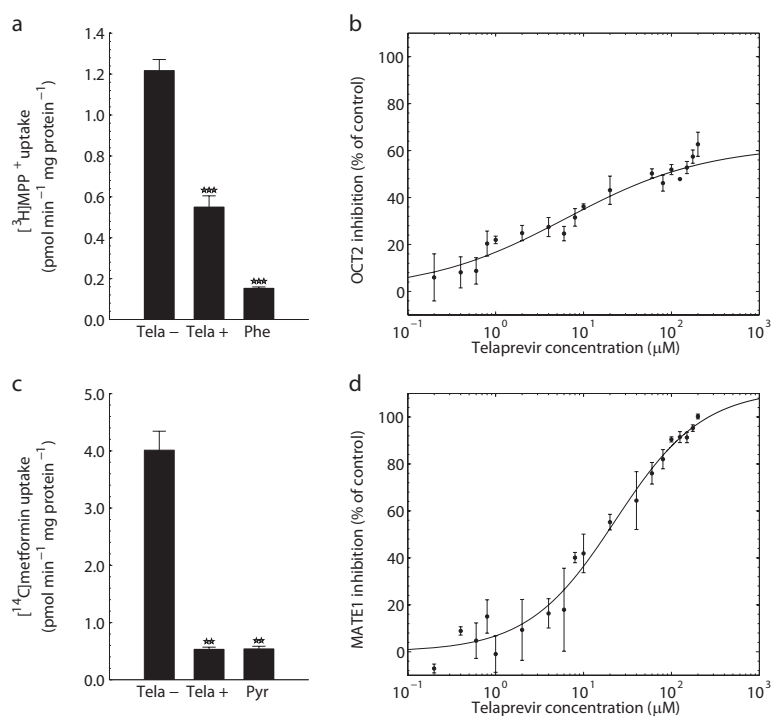 a
[³H]MPP⁺ uptake
(pmol min⁻¹ mg protein⁻¹)
1.4
1.2
1.0
0.8
0.6
0.4
0.2
0.0
Tela − Tela + Phe
b
OCT2 inhibition (% of control)
100
80
60
40
20
0
10⁻¹ 10⁰ 10¹ 10² 10³
Telaprevir concentration (μM)
c
[¹⁴C]metformin uptake
(pmol min⁻¹ mg protein⁻¹)
5.0
4.0
3.0
2.0
1.0
0.0
Tela − Tela + Pyr
d
MATE1 inhibition (% of control)
100
80
60
40
20
0
10⁻¹ 10⁰ 10¹ 10² 10³
Telaprevir concentration (μM)